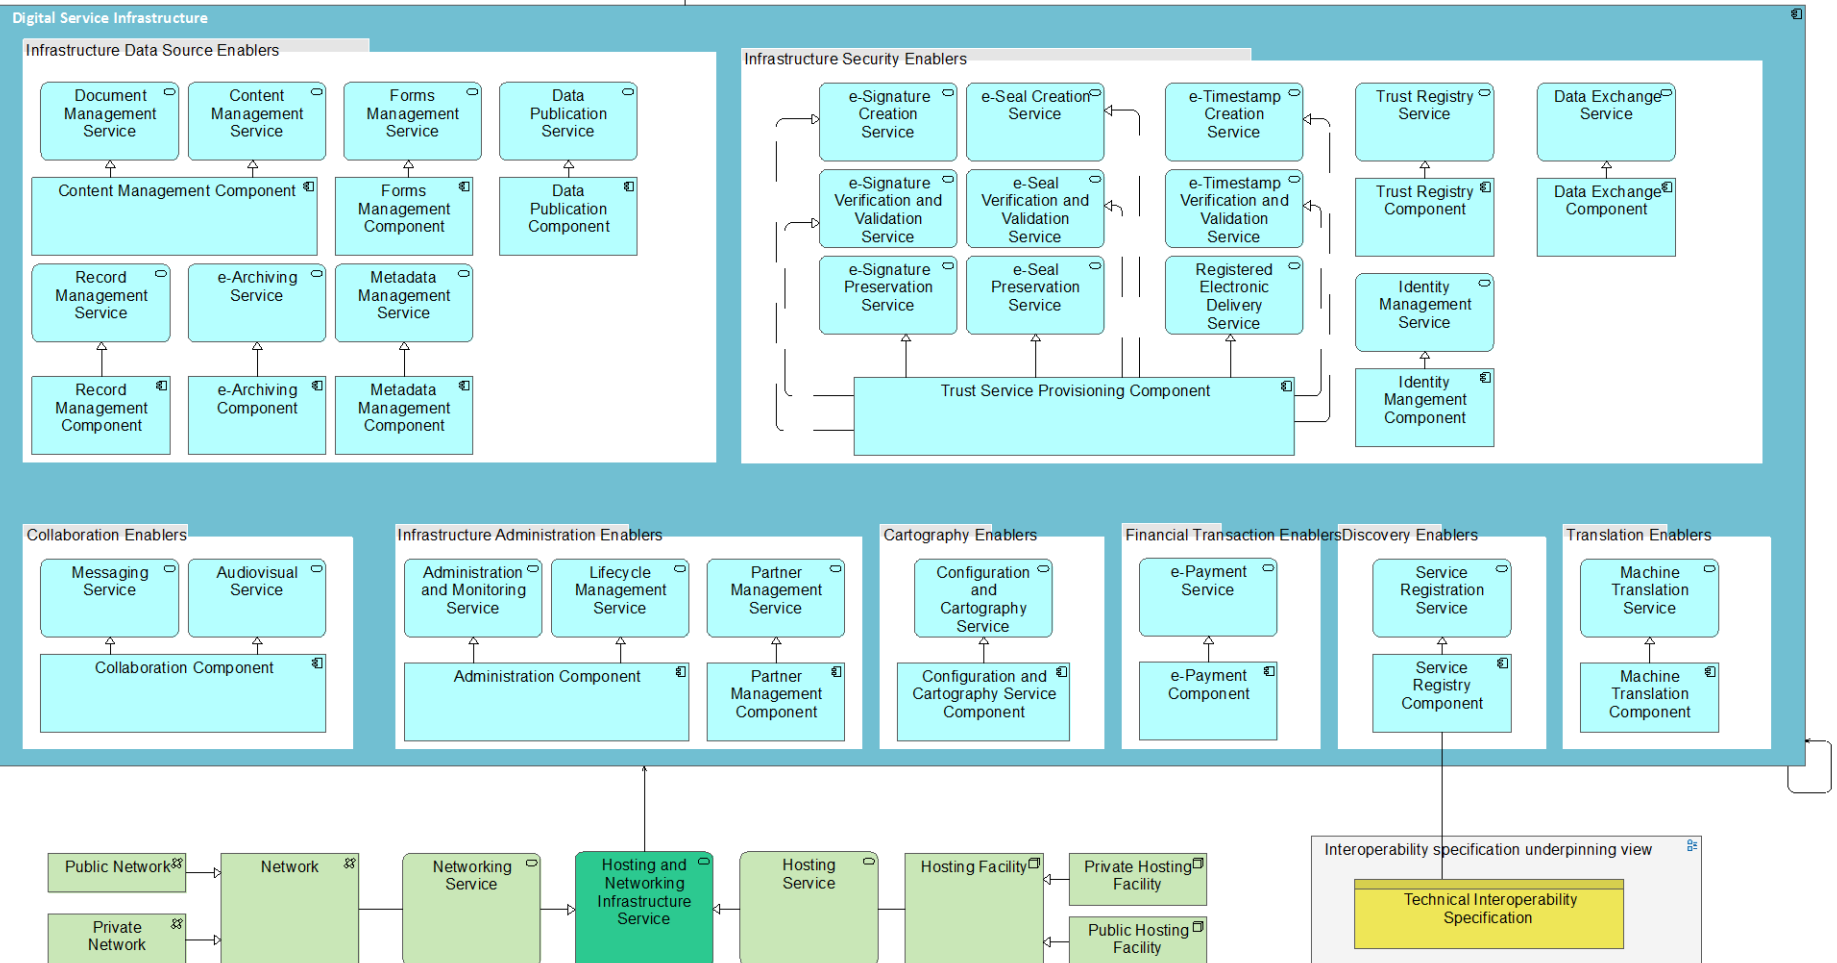 Digital Service Infrastructure
Infrastructure Data Source Enablers
Document
Management
Service
Content
Management
Service
Forms
Management
Service
Data
Publication
Service
Content Management Component
Forms
Management
Component
Data
Publication
Component
Record
Management
Service
e-Archiving
Service
Metadata
Management
Service
Record
Management
Component
e-Archiving
Component
Metadata
Management
Component
Infrastructure Security Enablers
e-Signature
Creation
Service
e-Seal Creation
Service
e-Timestamp
Creation
Service
Trust Registry
Service
Data Exchange
Service
e-Signature
Verification and
Validation
Service
e-Seal
Verification and
Validation
Service
e-Timestamp
Verification and
Validation
Service
Trust Registry
Component
Data Exchange
Component
e-Signature
Preservation
Service
e-Seal
Preservation
Service
Registered
Electronic
Delivery
Service
Identity
Management
Service
Trust Service Provisioning Component
Identity
Mangement
Component
Collaboration Enablers
Messaging
Service
Audiovisual
Service
Collaboration Component
Infrastructure Administration Enablers
Administration
and Monitoring
Service
Lifecycle
Management
Service
Partner
Management
Service
Administration Component
Partner
Management
Component
Cartography Enablers
Configuration
and
Cartography
Service
Configuration and
Cartography Service
Component
Financial Transaction Enablers
e-Payment
Service
e-Payment
Component
Discovery Enablers
Service
Registration
Service
Service
Registry
Component
Translation Enablers
Machine
Translation
Service
Machine
Translation
Component
Public Network
Private
Network
Network
Networking
Service
Hosting and
Networking
Infrastructure
Service
Hosting
Service
Hosting Facility
Private Hosting
Facility
Public Hosting
Facility
Interoperability specification underpinning view
Technical Interoperability
Specification